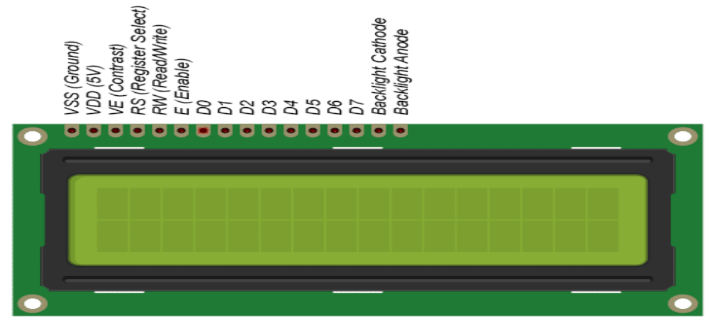 VSS (Ground)
VDD (5V)
VE (Contrast)
RS (Register Select)
RW (Read/Write)
E (Enable)
D0
D1
D2
D3
D4
D5
D6
D7
Backlight Cathode
Backlight Anode